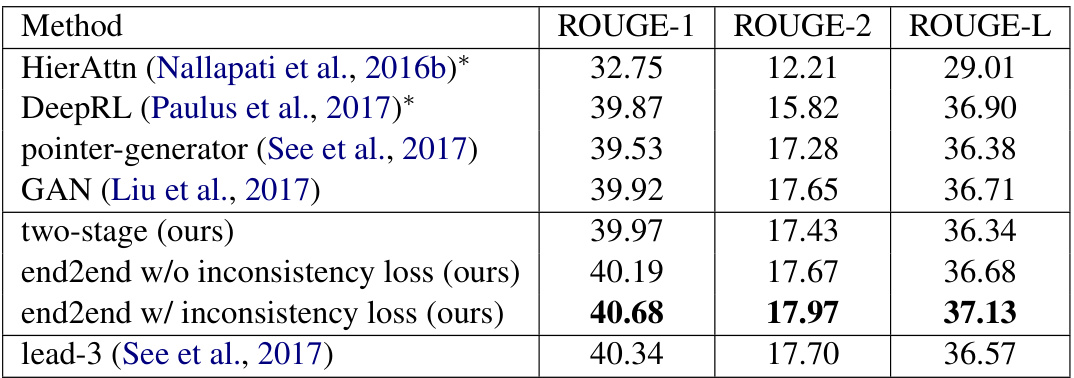 Method ROUGE-1 ROUGE-2 ROUGE-L
HierAttn (Nallapati et al., 2016b)* 32.75 12.21 29.01
DeepRL (Paulus et al., 2017)* 39.87 15.82 36.90
pointer-generator (See et al., 2017) 39.53 17.28 36.38
GAN (Liu et al., 2017) 39.92 17.65 36.71
two-stage (ours) 39.97 17.43 36.34
end2end w/o inconsistency loss (ours) 40.19 17.67 36.68
end2end w/ inconsistency loss (ours) 40.68 17.97 37.13
lead-3 (See et al., 2017) 40.34 17.70 36.57